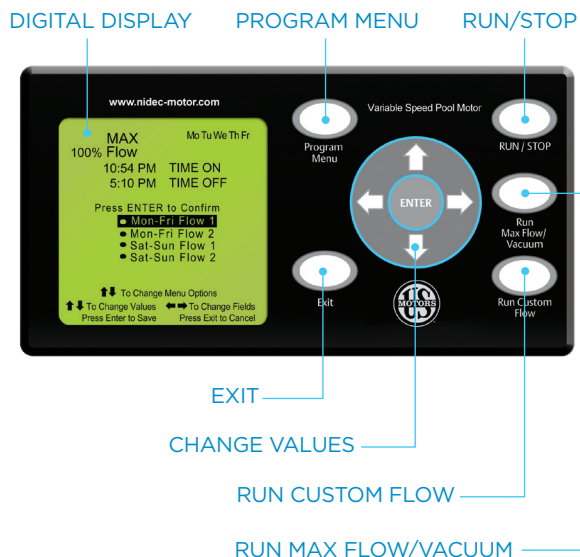 DIGITAL DISPLAY
PROGRAM MENU
RUN/STOP
www.nidec-motor.com
MAX
Mo Tu We Th Fr
100% Flow
10:54 PM TIME ON
5:10 PM TIME OFF
Press ENTER to Confirm
Mon-Fri Flow 1
Mon-Fri Flow 2
Sat-Sun Flow 1
Sat-Sun Flow 2
To Change Menu Options
To Change Values
To Change Fields
Press Enter to Save
Press Exit to Cancel
Program
Menu
Variable Speed Pool Motor
RUN / STOP
ENTER
Run
Max Flow/
Vacuum
Exit
US
MOTORS
Run Custom
Flow
EXIT
CHANGE VALUES
RUN CUSTOM FLOW
RUN MAX FLOW/VACUUM